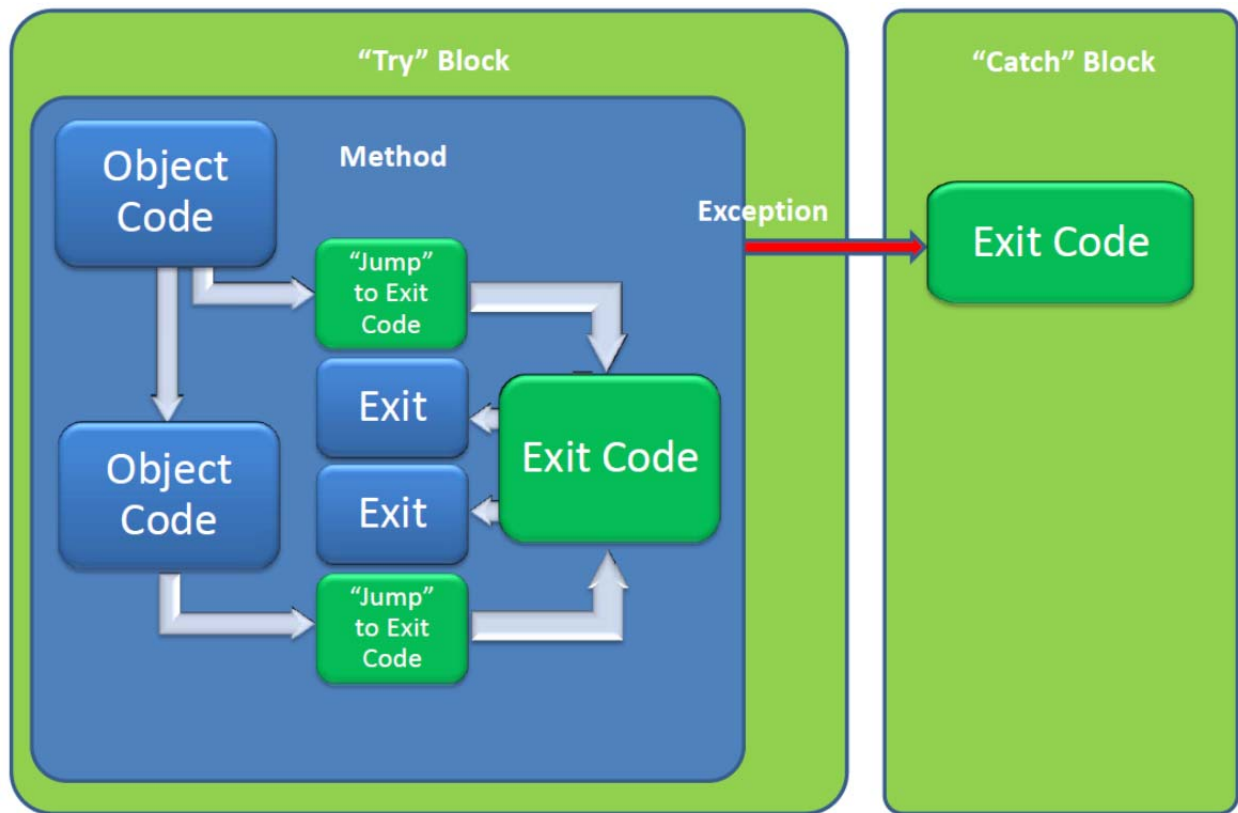 “Try” Block
“Catch” Block
Method
Object
Code
Exception
Exit Code
“Jump”
to Exit
Code
Exit
Exit Code
Object
Code
Exit
“Jump”
to Exit
Code